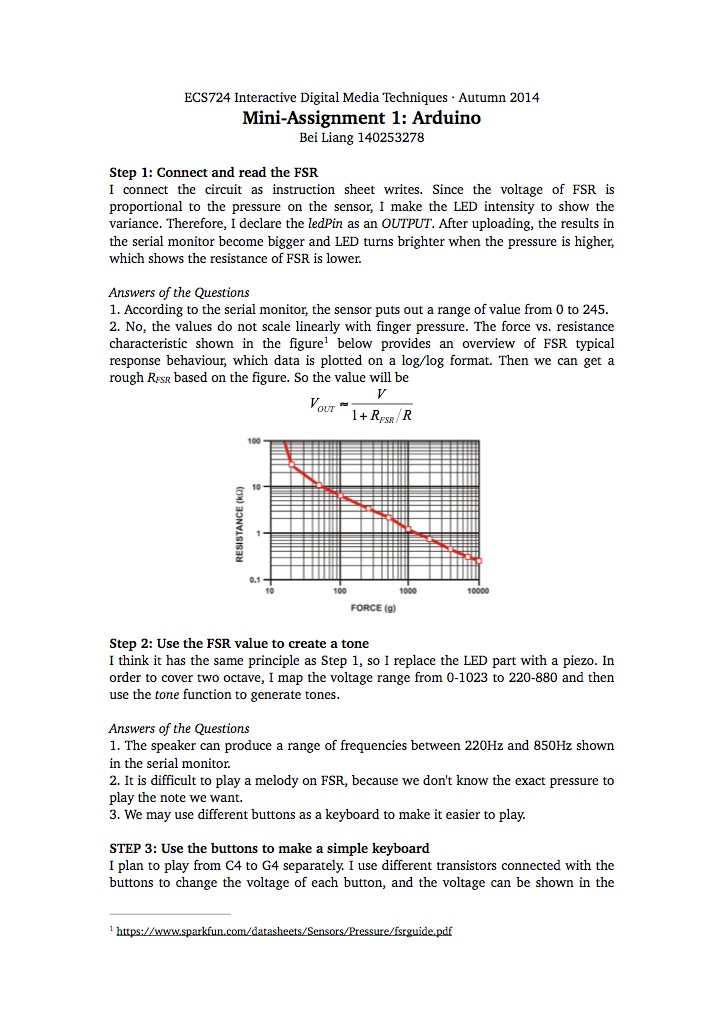 ECS724 Interactive Digital Media Techniques · Autumn 2014
Mini-Assignment 1: Arduino
Bei Liang 140253278
Step 1: Connect and read the FSR
I connect the circuit as instruction sheet writes. Since the voltage of FSR is
proportional to the pressure on the sensor, I make the LED intensity to show the
variance. Therefore, I declare the ledPin as an OUTPUT. After uploading, the results in
the serial monitor become bigger and LED turns brighter when the pressure is higher,
which shows the resistance of FSR is lower.
Answers of the Questions
1. According to the serial monitor, the sensor puts out a range of value from 0 to 245.
2. No, the values do not scale linearly with finger pressure. The force vs. resistance
characteristic shown in the figure¹ below provides an overview of FSR typical
response behaviour, which data is plotted on a log/log format. Then we can get a
rough RFSR based on the figure. So the value will be
VOUT ≈ V / (1 + RFSR/R)
100
10
1
0.1
RESISTANCE (kΩ)
10 100 1000 10000
FORCE (g)
Step 2: Use the FSR value to create a tone
I think it has the same principle as Step 1, so I replace the LED part with a piezo. In
order to cover two octave, I map the voltage range from 0-1023 to 220-880 and then
use the tone function to generate tones.
Answers of the Questions
1. The speaker can produce a range of frequencies between 220Hz and 850Hz shown
in the serial monitor.
2. It is difficult to play a melody on FSR, because we don't know the exact pressure to
play the note we want.
3. We may use different buttons as a keyboard to make it easier to play.
STEP 3: Use the buttons to make a simple keyboard
I plan to play from C4 to G4 separately. I use different transistors connected with the
buttons to change the voltage of each button, and the voltage can be shown in the
¹ https://www.sparkfun.com/datasheets/Sensors/Pressure/fsrguide.pdf